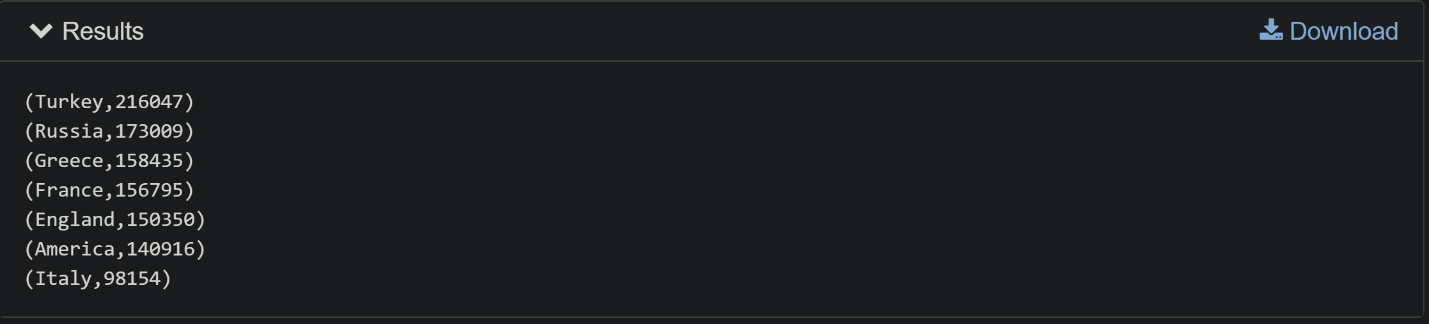 Results
Download
(Turkey,216047)
(Russia,173009)
(Greece,158435)
(France,156795)
(England,150350)
(America,140916)
(Italy,98154)